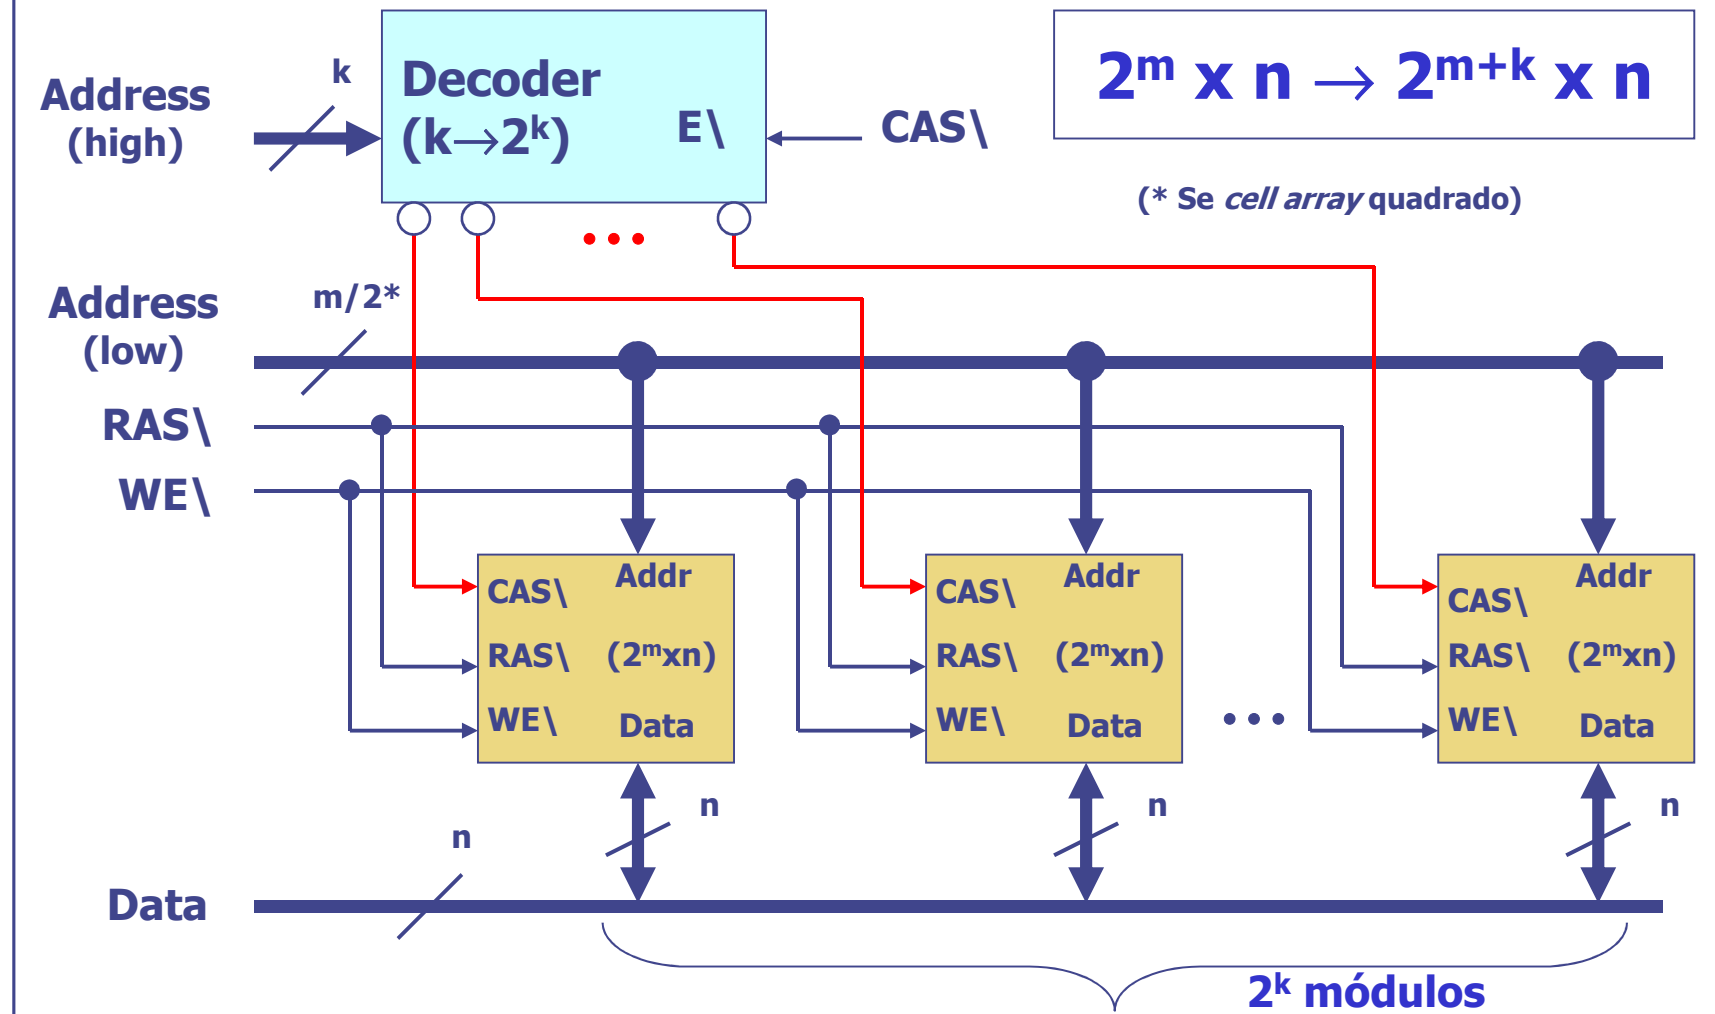 Address
(high)
k
Decoder
(k→2ᵏ)
E\
CAS\
2ᵐ x n → 2ᵐ⁺ᵏ x n
(* Se cell array quadrado)
•••
Address
(low)
m/2*
RAS\
WE\
CAS\
Addr
RAS\
(2ᵐxn)
WE\
Data
CAS\
Addr
RAS\
(2ᵐxn)
WE\
Data
•••
CAS\
Addr
RAS\
(2ᵐxn)
WE\
Data
n
n
n
n
Data
2ᵏ módulos